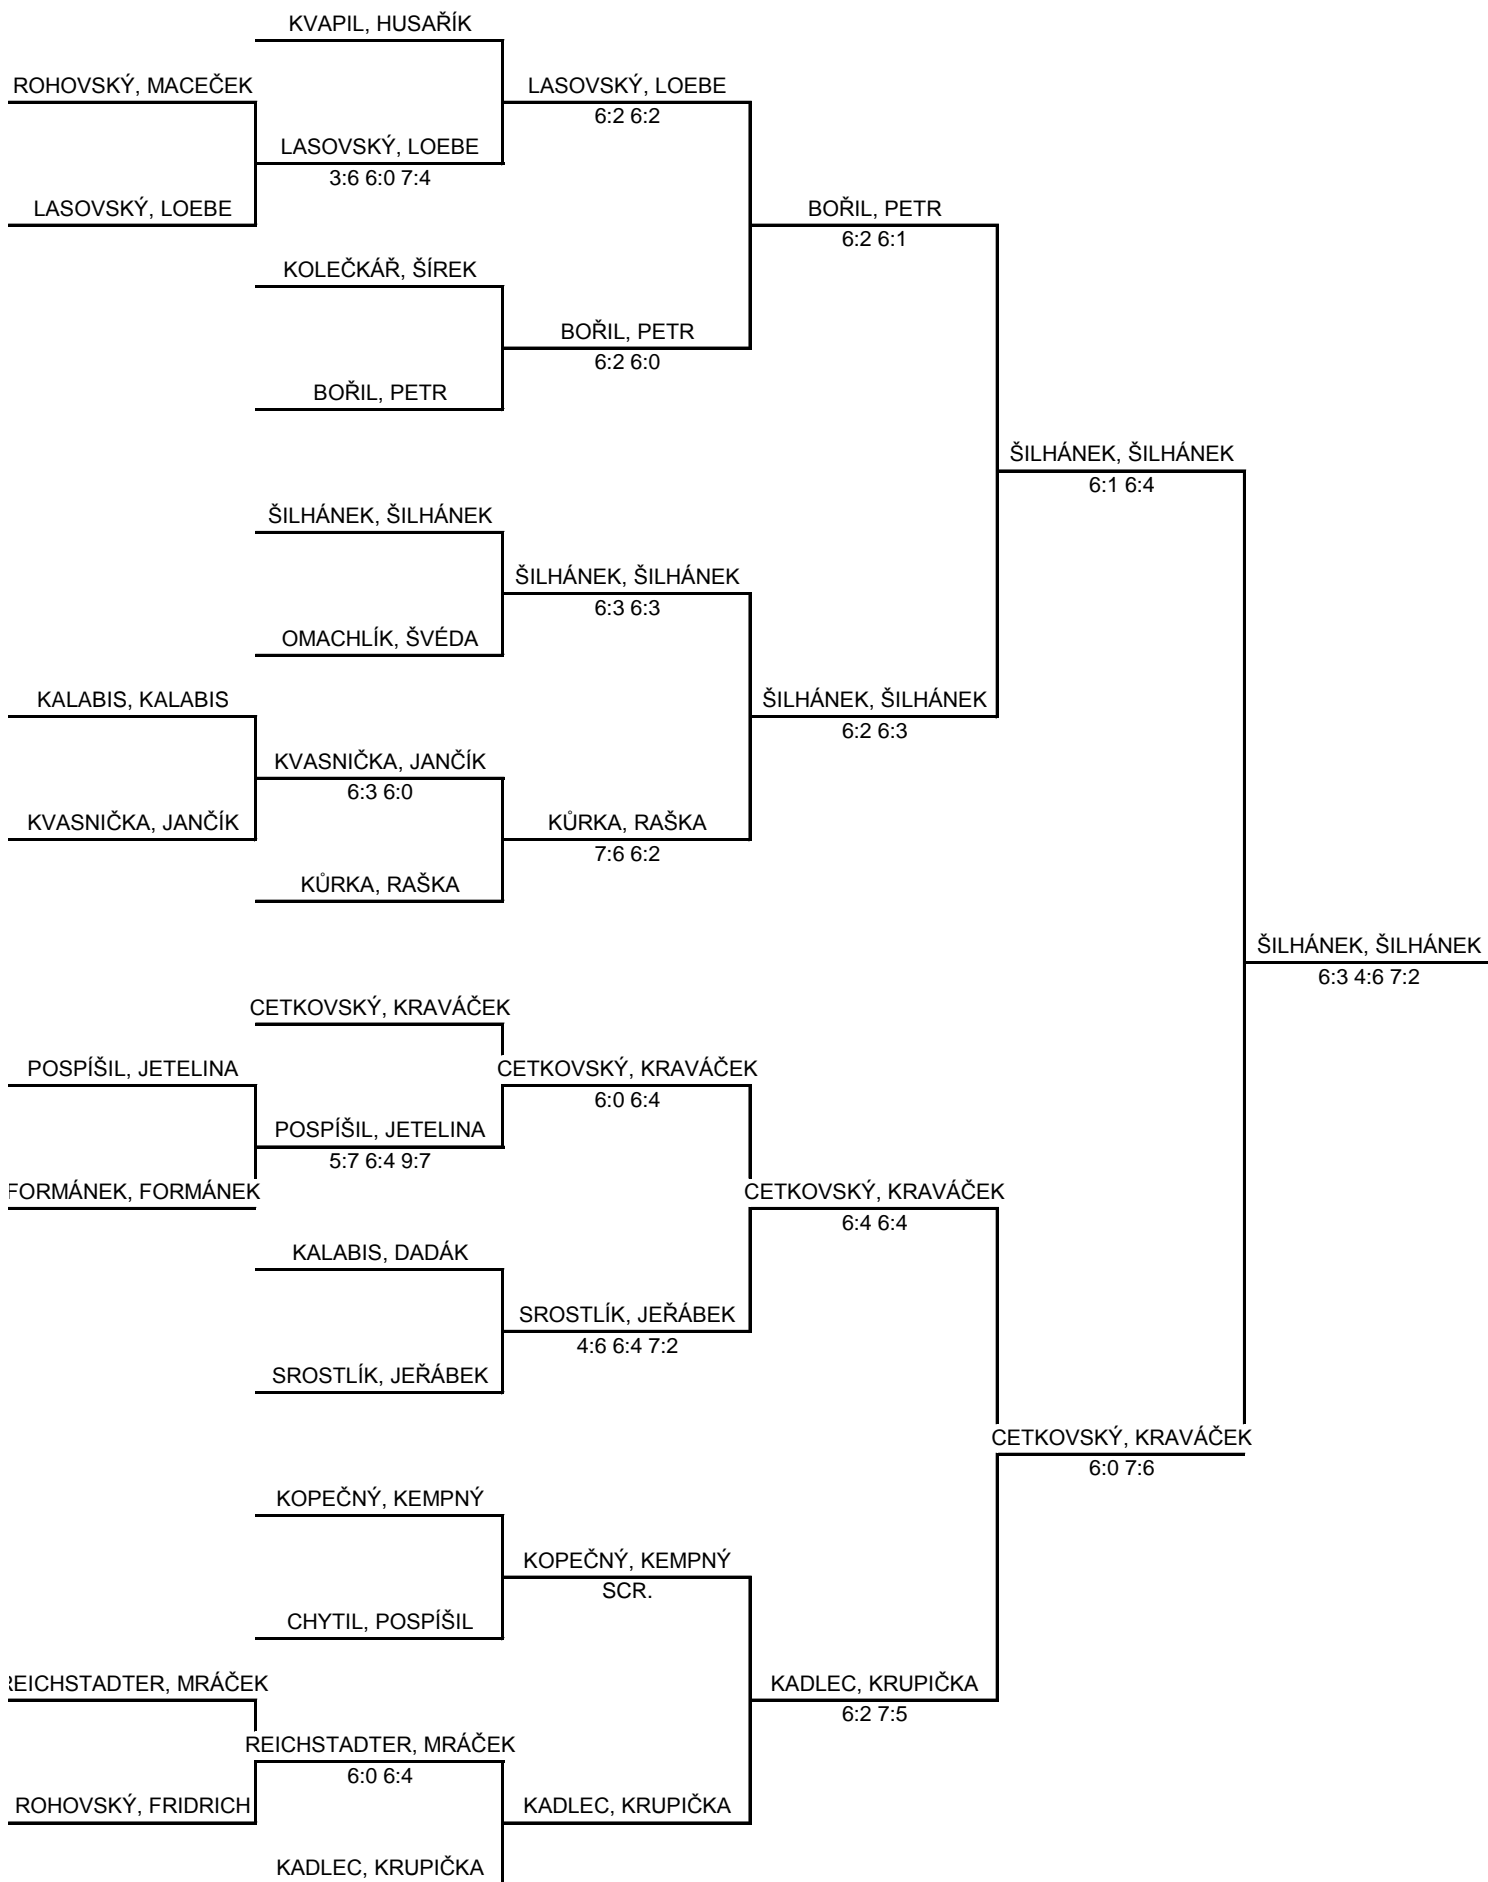 KVAPIL, HUSAŘÍK
ROHOVSKÝ, MACEČEK
LASOVSKÝ, LOEBE
6:2 6:2
LASOVSKÝ, LOEBE
3:6 6:0 7:4
LASOVSKÝ, LOEBE
BOŘIL, PETR
6:2 6:1
KOLEČKÁŘ, ŠÍREK
BOŘIL, PETR
6:2 6:0
BOŘIL, PETR
ŠILHÁNEK, ŠILHÁNEK
6:1 6:4
ŠILHÁNEK, ŠILHÁNEK
ŠILHÁNEK, ŠILHÁNEK
6:3 6:3
OMACHLÍK, ŠVÉDA
KALABIS, KALABIS
ŠILHÁNEK, ŠILHÁNEK
6:2 6:3
KVASNIČKA, JANČÍK
6:3 6:0
KVASNIČKA, JANČÍK
KŮRKA, RAŠKA
7:6 6:2
KŮRKA, RAŠKA
ŠILHÁNEK, ŠILHÁNEK
6:3 4:6 7:2
CETKOVSKÝ, KRAVÁČEK
POSPÍŠIL, JETELINA
CETKOVSKÝ, KRAVÁČEK
6:0 6:4
POSPÍŠIL, JETELINA
5:7 6:4 9:7
FORMÁNEK, FORMÁNEK
CETKOVSKÝ, KRAVÁČEK
6:4 6:4
KALABIS, DADÁK
SROSTLÍK, JEŘÁBEK
4:6 6:4 7:2
SROSTLÍK, JEŘÁBEK
CETKOVSKÝ, KRAVÁČEK
6:0 7:6
KOPEČNÝ, KEMPNÝ
KOPEČNÝ, KEMPNÝ
SCR.
CHYTIL, POSPÍŠIL
REICHSTADTER, MRÁČEK
KADLEC, KRUPIČKA
6:2 7:5
REICHSTADTER, MRÁČEK
6:0 6:4
ROHOVSKÝ, FRIDRICH
KADLEC, KRUPIČKA
KADLEC, KRUPIČKA